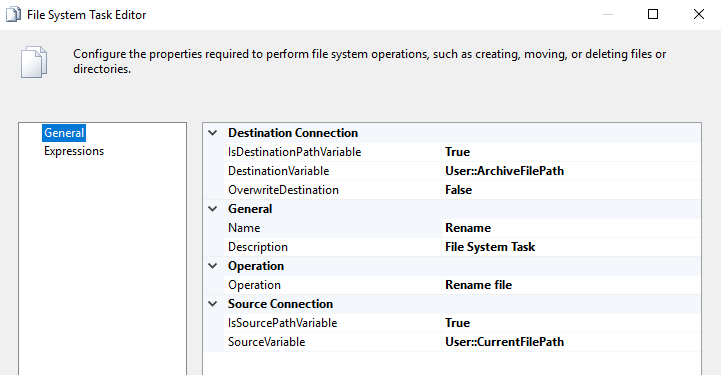 File System Task Editor
Configure the properties required to perform file system operations, such as creating, moving, or deleting files or
directories.
General
Expressions
Destination Connection
IsDestinationPathVariable True
DestinationVariable User::ArchiveFilePath
OverwriteDestination False
General
Name Rename
Description File System Task
Operation
Operation Rename file
Source Connection
IsSourcePathVariable True
SourceVariable User::CurrentFilePath